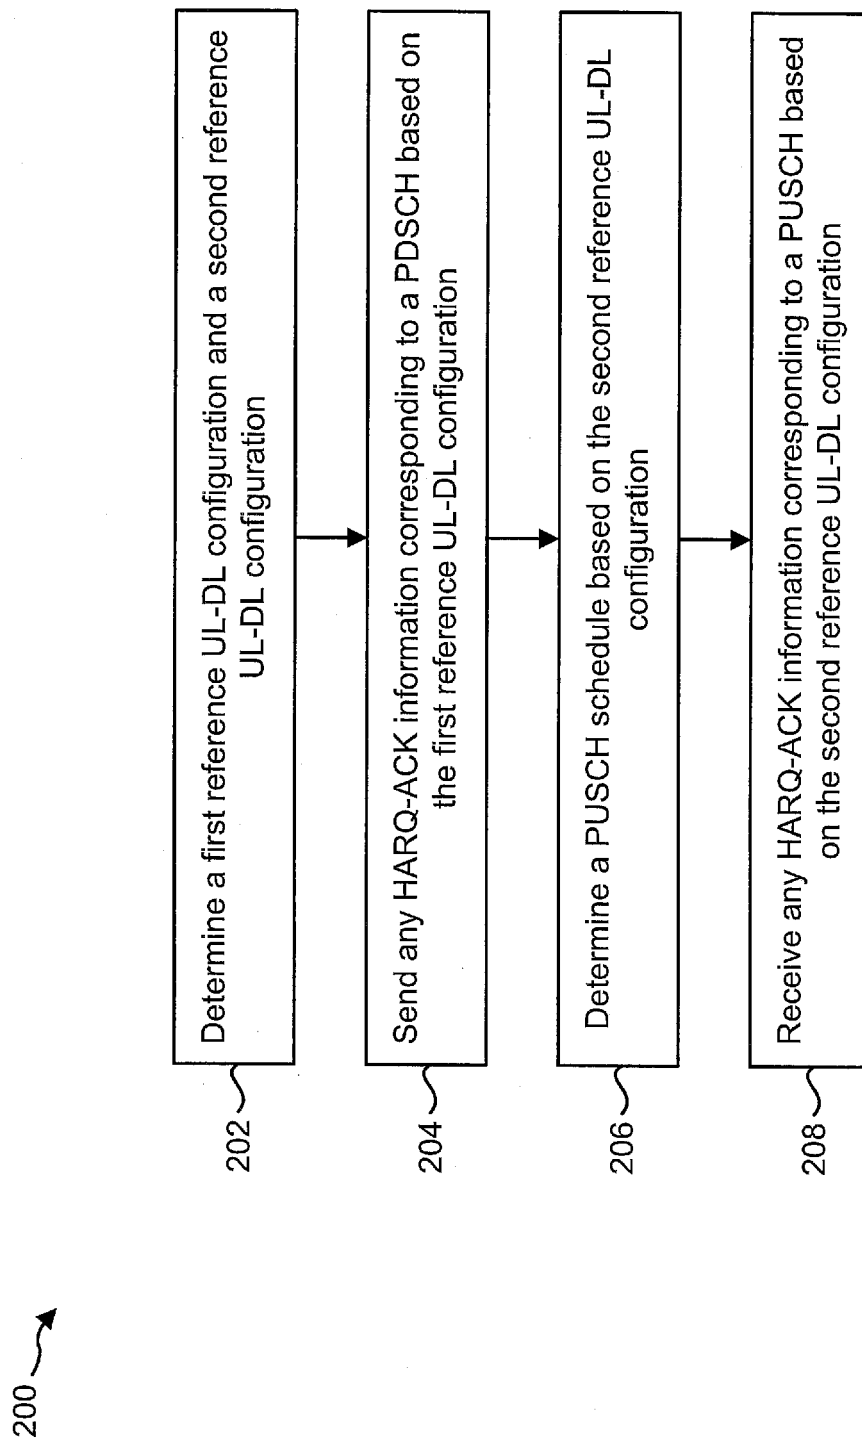 200
202
Determine a first reference UL-DL configuration and a second reference
UL-DL configuration
204
Send any HARQ-ACK information corresponding to a PDSCH based on
the first reference UL-DL configuration
206
Determine a PUSCH schedule based on the second reference UL-DL
configuration
208
Receive any HARQ-ACK information corresponding to a PUSCH based
on the second reference UL-DL configuration